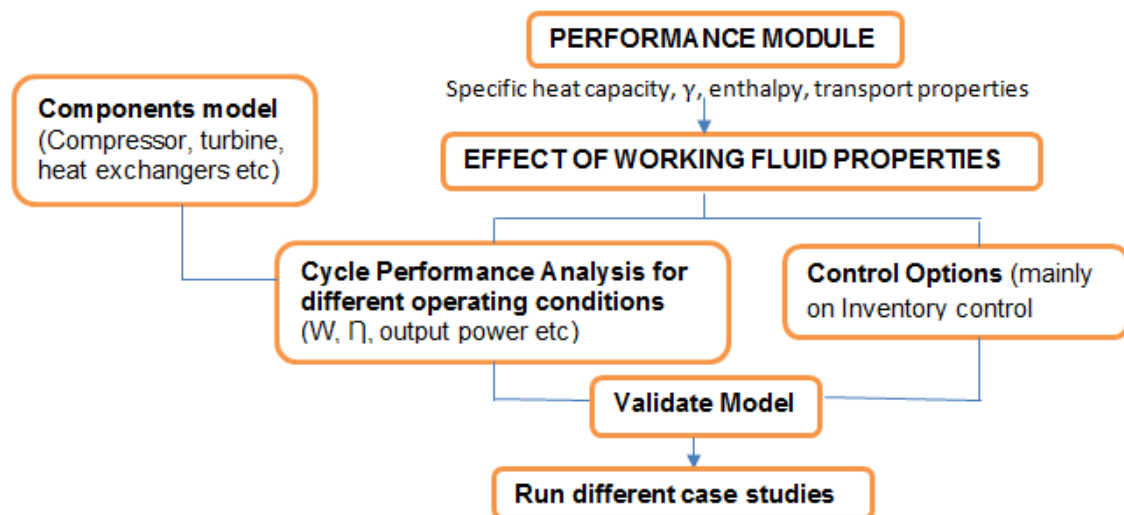 PERFORMANCE MODULE
Specific heat capacity, γ, enthalpy, transport properties
Components model
(Compressor, turbine,
heat exchangers etc)
EFFECT OF WORKING FLUID PROPERTIES
Cycle Performance Analysis for
different operating conditions
(W, Ƞ, output power etc)
Control Options (mainly
on Inventory control
Validate Model
Run different case studies